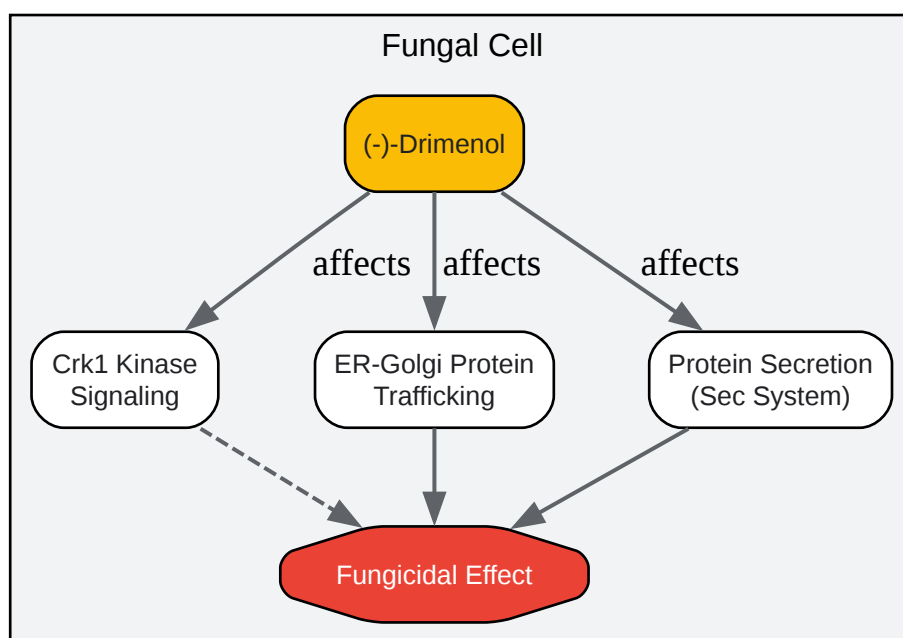 Fungal Cell
(-)-Drimenol
affects
affects
affects
Crk1 Kinase
Signaling
ER-Golgi Protein
Trafficking
Protein Secretion
(Sec System)
Fungicidal Effect